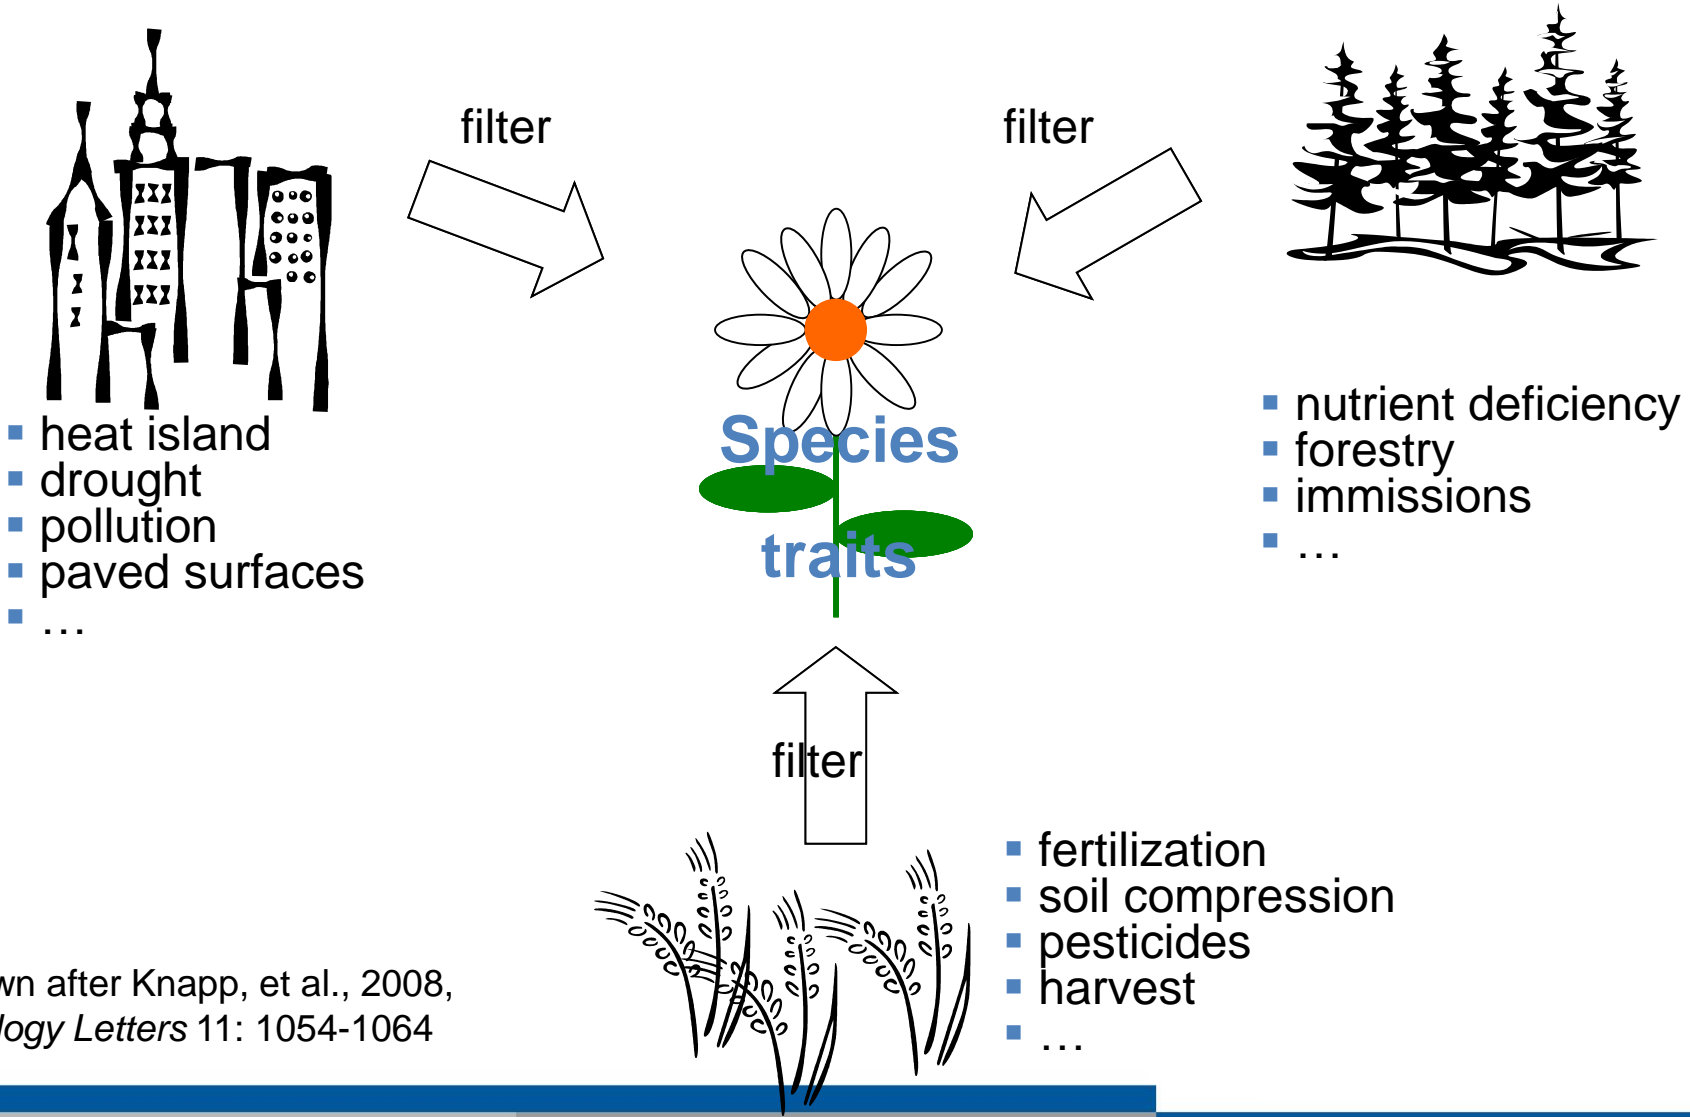 filter
filter
heat island
drought
pollution
paved surfaces
…
Species
traits
nutrient deficiency
forestry
immissions
…
filter
fertilization
soil compression
pesticides
harvest
…
wn after Knapp, et al., 2008,
logy Letters 11: 1054-1064